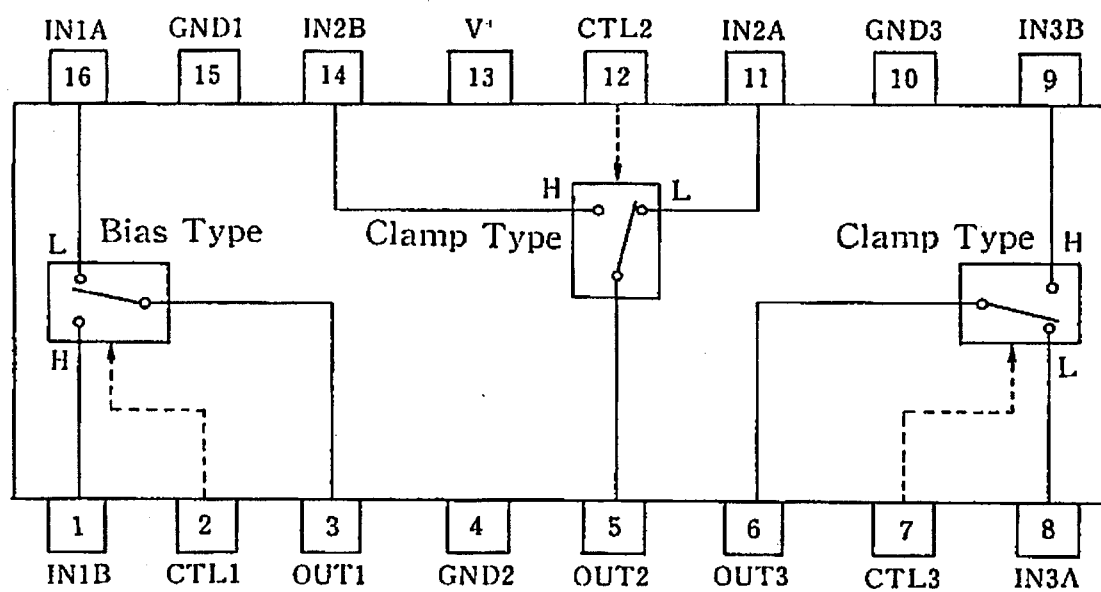 IN1A GND1 IN2B V+ CTL2 IN2A GND3 IN3B
16 15 14 13 12 11 10 9
H L
Bias Type Clamp Type Clamp Type
L H
H L
1 2 3 4 5 6 7 8
IN1B CTL1 OUT1 GND2 OUT2 OUT3 CTL3 IN3A